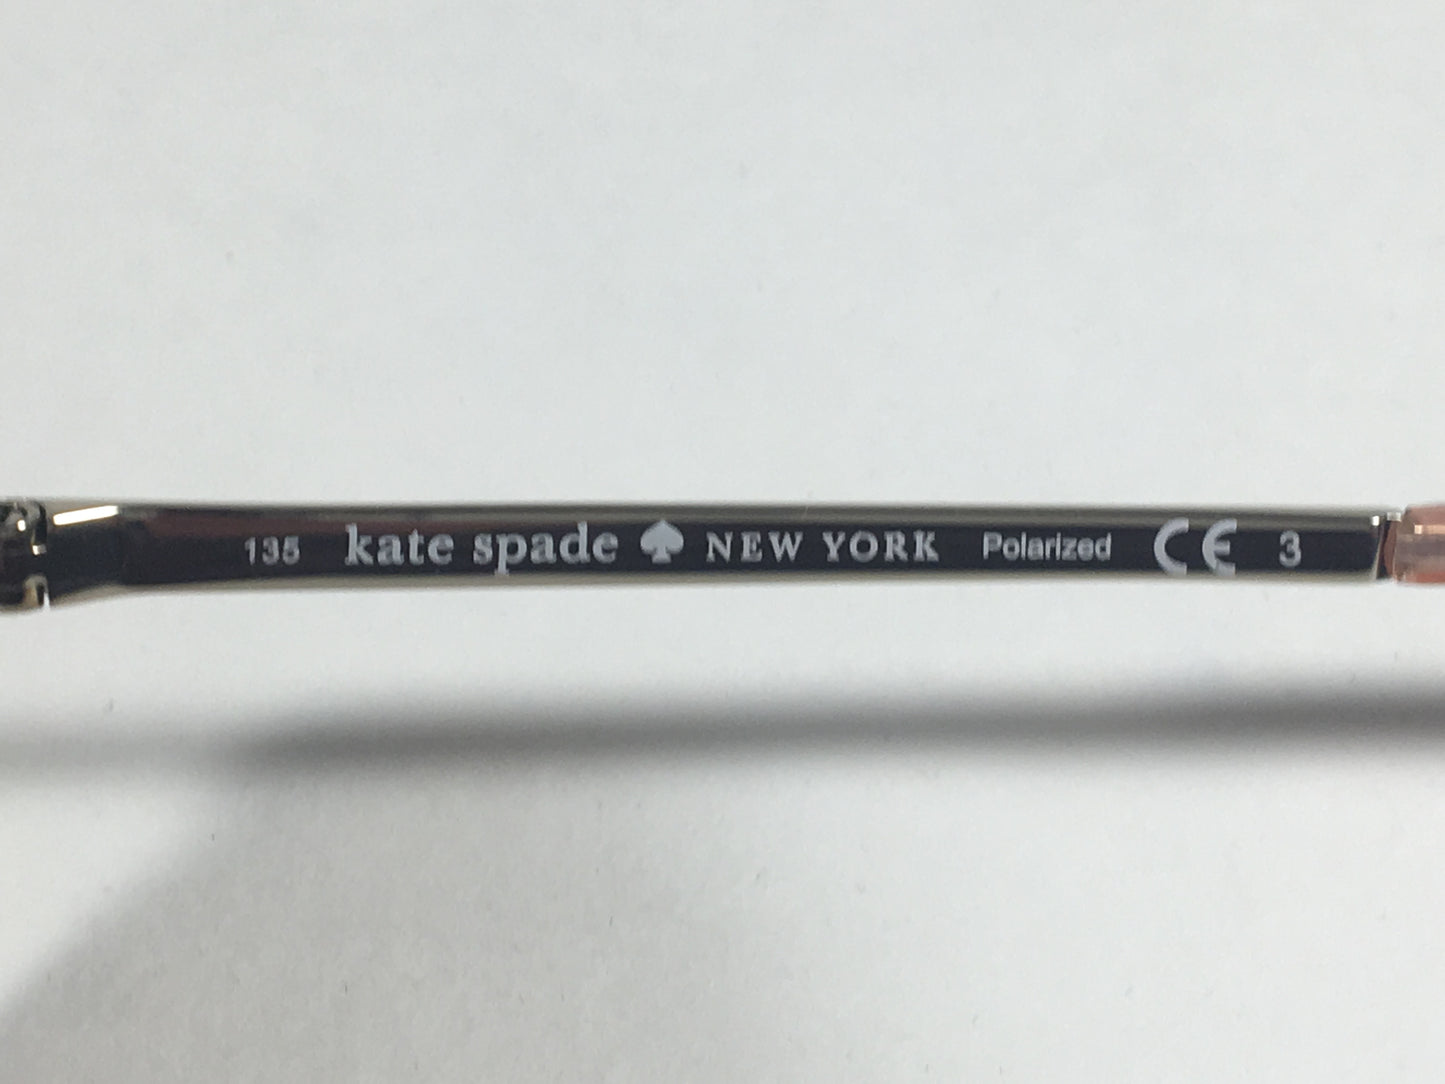 135 kate spade ♠ NEW YORK Polarized CE 3